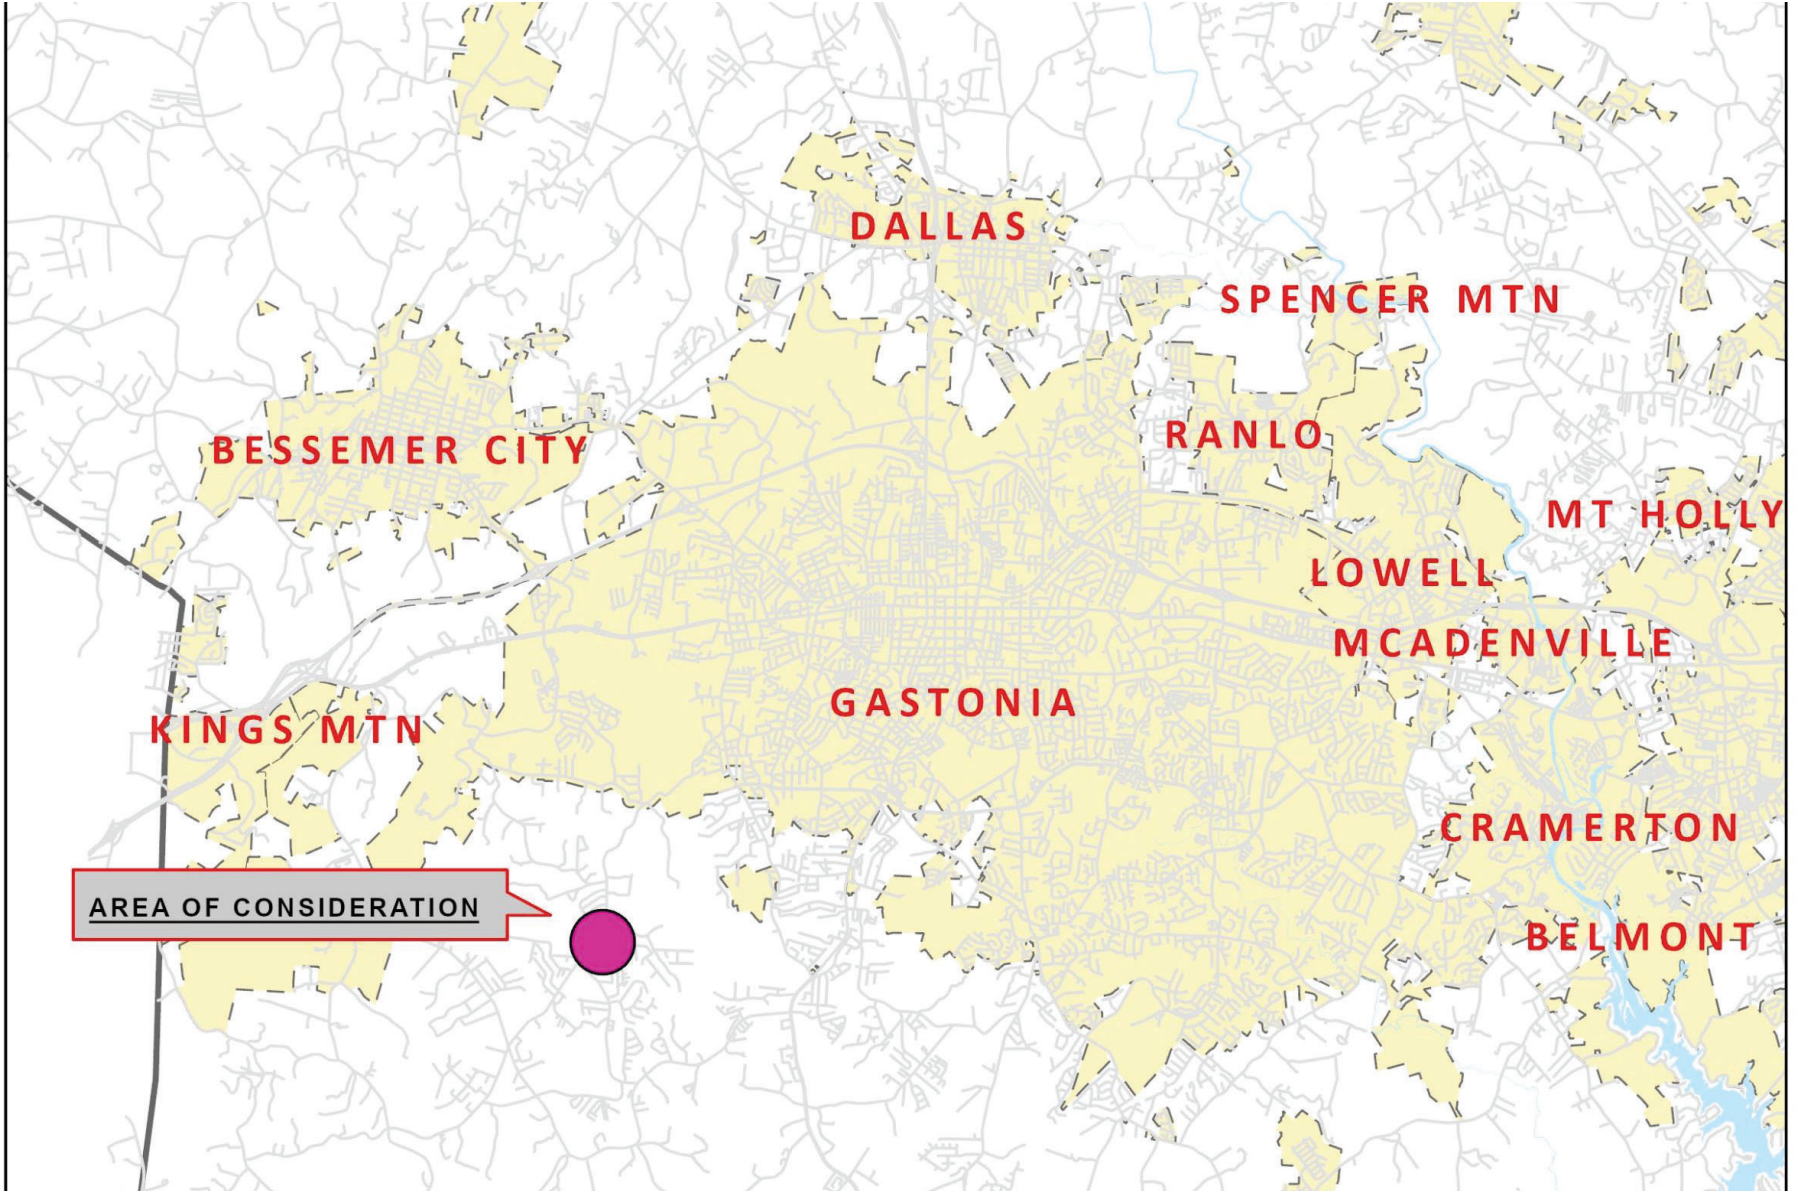 DALLAS
SPENCER MTN
RANLO
BESSEMER CITY
MT HOLLY
LOWELL
MCADENVILLE
GASTONIA
KINGS MTN
CRAMERTON
AREA OF CONSIDERATION
BELMONT